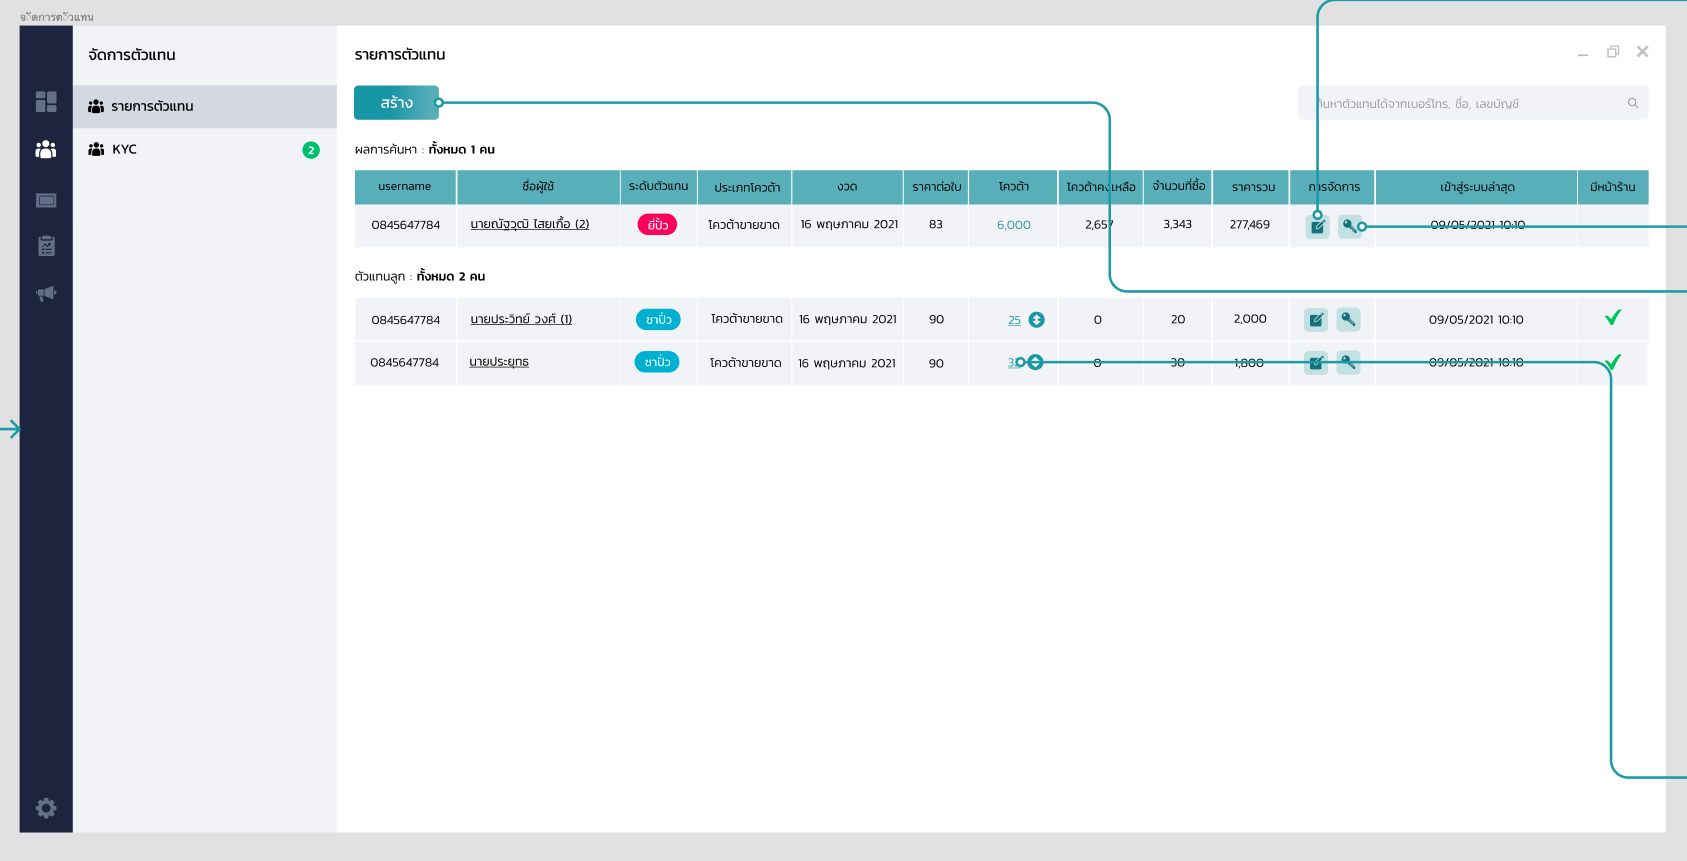 จัดการตัวแทน
จัดการตัวแทน
รายการตัวแทน
KYC 2
รายการตัวแทน
สร้าง
ค้นหาตัวแทนได้จากเบอร์โทร, ชื่อ, เลขบัญชี
ผลการค้นหา : ทั้งหมด 1 คน
username ชื่อผู้ใช้ ระดับตัวแทน ประเภทโควต้า งวด ราคาต่อใบ โควต้า โควต้าคงเหลือ จำนวนที่ซื้อ ราคารวม การจัดการ เข้าสู่ระบบล่าสุด มีหน้าร้าน
0845647784 นายณัฐวุฒิ ไสยเกื้อ (2) ยี่ปั๊ว โควต้าขายขาด 16 พฤษภาคม 2021 83 6,000 2,657 3,343 277,469 09/05/2021 10:10
ตัวแทนลูก : ทั้งหมด 2 คน
0845647784 นายประวิทย์ วงศ์ (1) ซาปั๋ว โควต้าขายขาด 16 พฤษภาคม 2021 90 25 0 20 2,000 09/05/2021 10:10
0845647784 นายประยุทธ ซาปั๋ว โควต้าขายขาด 16 พฤษภาคม 2021 90 0 30 1,800 09/05/2021 10:10